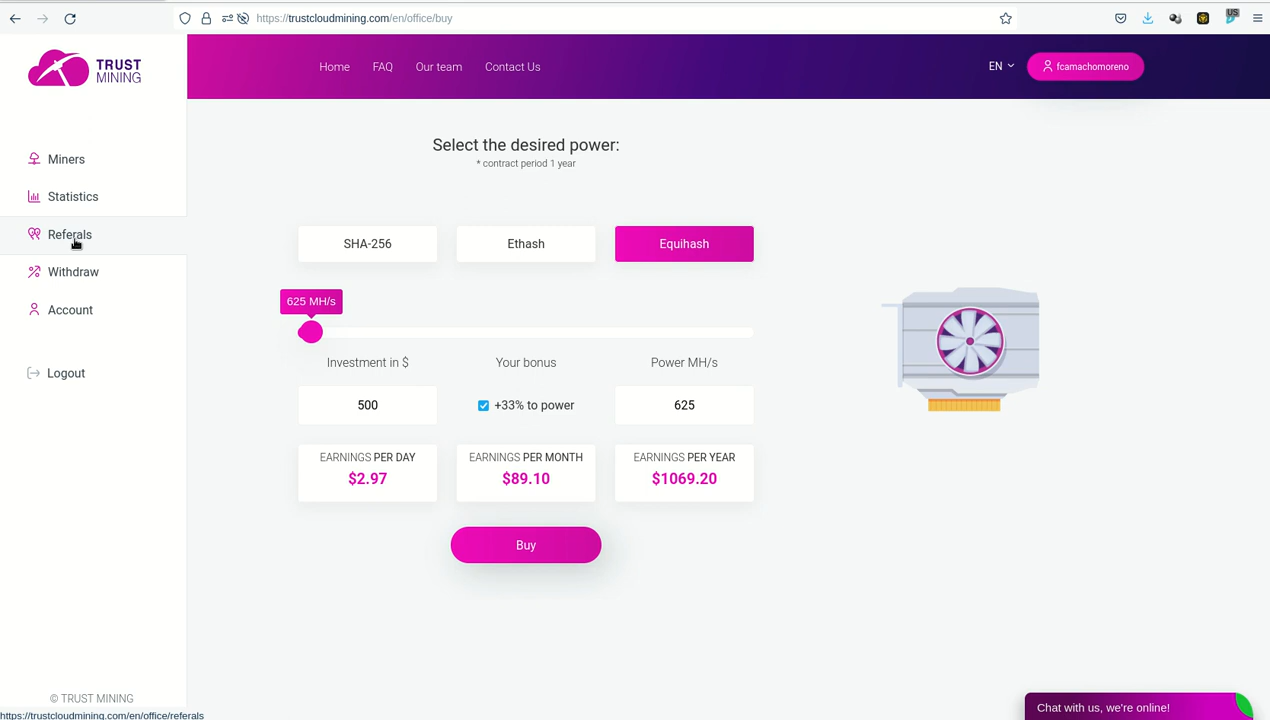 https://trustcloudmining.com/en/office/buy
US
TRUST
MINING
Home
FAQ
Our team
Contact Us
EN
fcamachomoreno
Miners
Statistics
Referals
Withdraw
Account
Logout
Select the desired power:
* contract period 1 year
SHA-256
Ethash
Equihash
625 MH/s
Investment in $
Your bonus
Power MH/s
500
+33% to power
625
EARNINGS PER DAY
$2.97
EARNINGS PER MONTH
$89.10
EARNINGS PER YEAR
$1069.20
Buy
© TRUST MINING
Chat with us, we're online!
https://trustcloudmining.com/en/office/referals